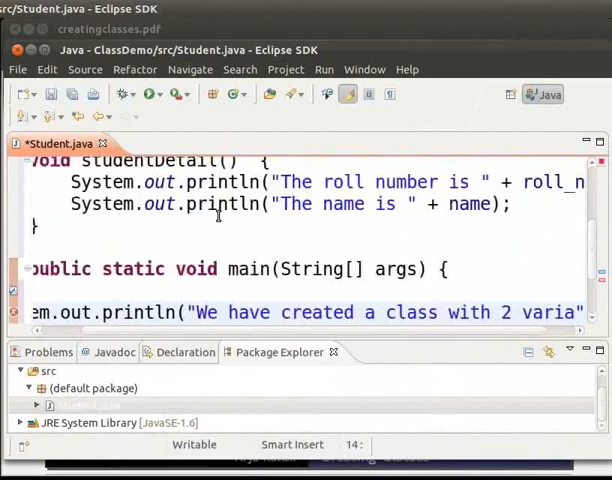 src/Student.java - Eclipse SDK
creatingclasses.pdf
Java - ClassDemo/src/Student.java - Eclipse SDK
File Edit Source Refactor Navigate Search Project Run Window Help
Java
*Student.java
void studentDetail() {
System.out.println("The roll number is " + roll_n
System.out.println("The name is " + name);
}
public static void main(String[] args) {
em.out.println("We have created a class with 2 varia"
Problems Javadoc Declaration Package Explorer
src
(default package)
Student.java
JRE System Library [JavaSE-1.6]
Writable Smart Insert 14 :